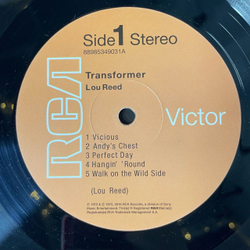 Side 1 Stereo
88985349031A
Transformer
Lou Reed
RCA
Victor
1 Vicious
2 Andy's Chest
3 Perfect Day
4 Hangin' 'Round
5 Walk on the Wild Side
(Lou Reed)